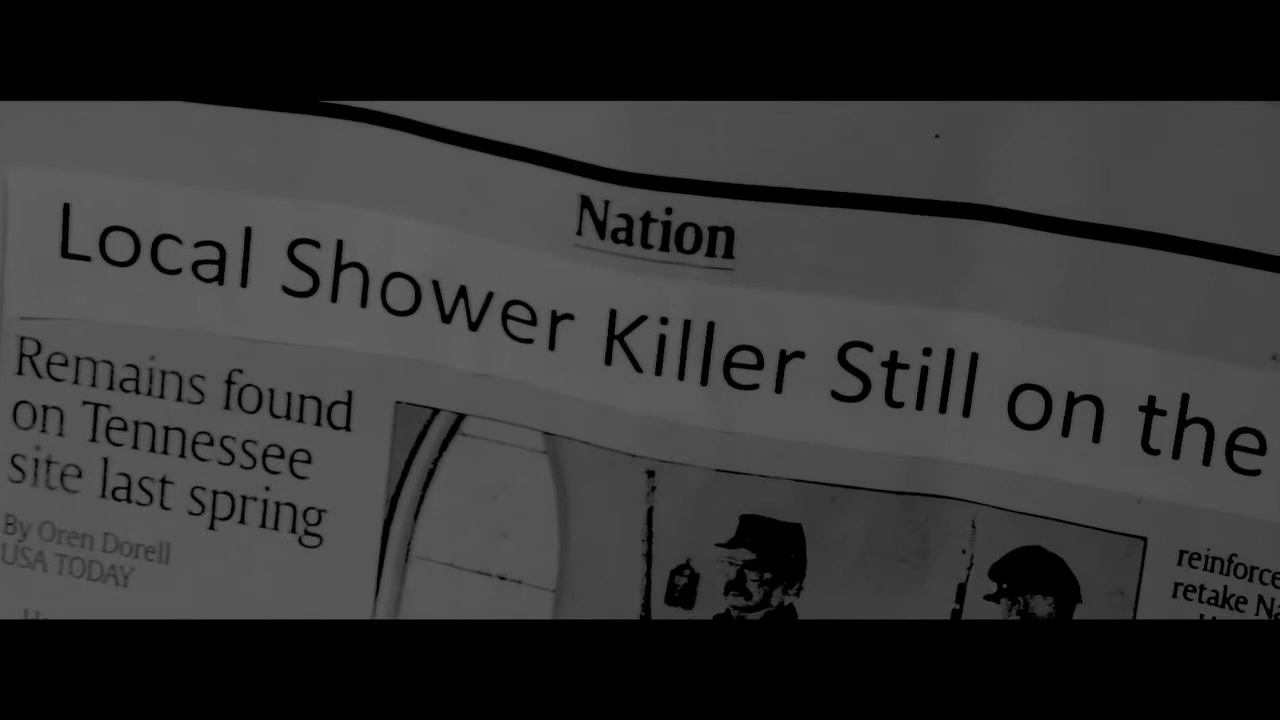 Nation
Local Shower Killer Still on the
Remains found
on Tennessee
site last spring
By Oren Dorell
USA TODAY
reinforce
retake